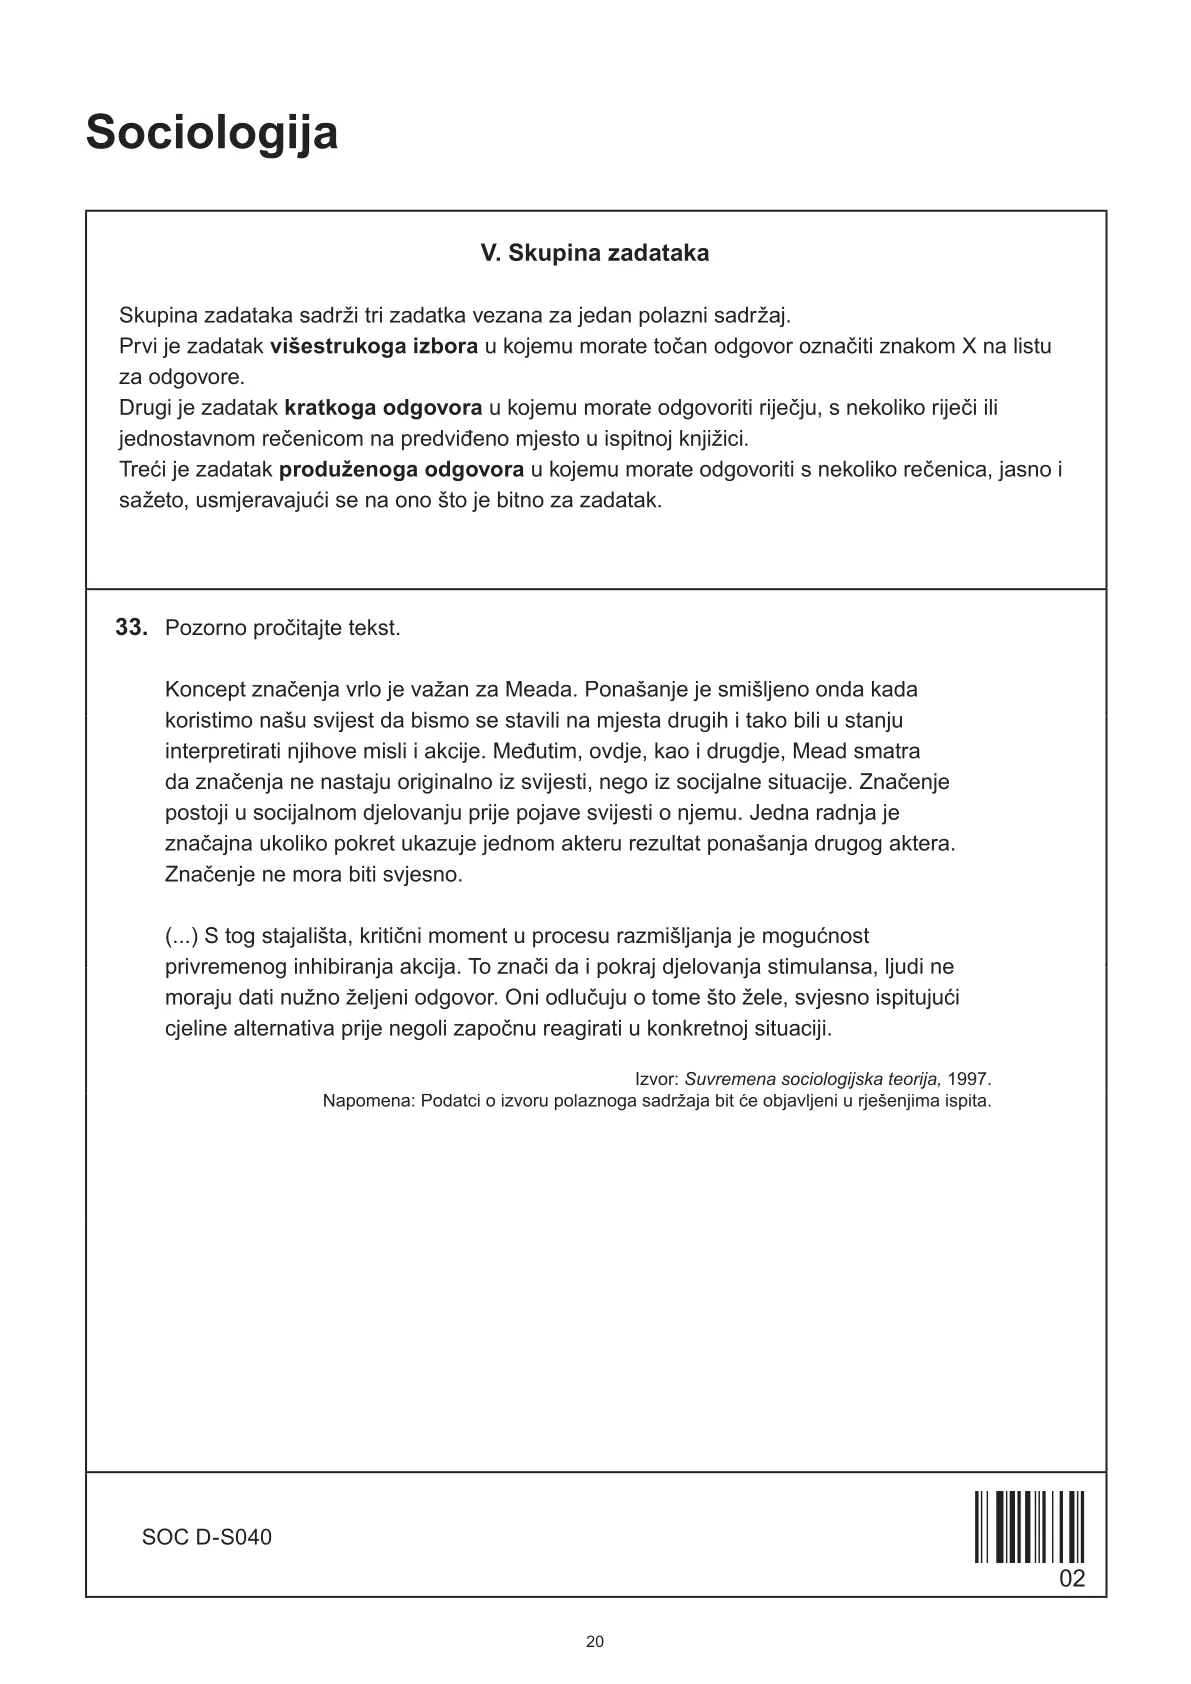 Sociologija
V. Skupina zadataka
Skupina zadataka sadrži tri zadatka vezana za jedan polazni sadržaj.
Prvi je zadatak višestrukoga izbora u kojemu morate točan odgovor označiti znakom X na listu
za odgovore.
Drugi je zadatak kratkoga odgovora u kojemu morate odgovoriti riječju, s nekoliko riječi ili
jednostavnom rečenicom na predviđeno mjesto u ispitnoj knjižici.
Treći je zadatak produženoga odgovora u kojemu morate odgovoriti s nekoliko rečenica, jasno i
sažeto, usmjeravajući se na ono što je bitno za zadatak.
33. Pozorno pročitajte tekst.
Koncept značenja vrlo je važan za Meada. Ponašanje je smišljeno onda kada
koristimo našu svijest da bismo se stavili na mjesta drugih i tako bili u stanju
interpretirati njihove misli i akcije. Međutim, ovdje, kao i drugdje, Mead smatra
da značenja ne nastaju originalno iz svijesti, nego iz socijalne situacije. Značenje
postoji u socijalnom djelovanju prije pojave svijesti o njemu. Jedna radnja je
značajna ukoliko pokret ukazuje jednom akteru rezultat ponašanja drugog aktera.
Značenje ne mora biti svjesno.
(...) S tog stajališta, kritični moment u procesu razmišljanja je mogućnost
privremenog inhibiranja akcija. To znači da i pokraj djelovanja stimulansa, ljudi ne
moraju dati nužno željeni odgovor. Oni odlučuju o tome što žele, svjesno ispitujući
cjeline alternativa prije negoli započnu reagirati u konkretnoj situaciji.
Izvor: Suvremena sociologijska teorija, 1997.
Napomena: Podatci o izvoru polaznoga sadržaja bit će objavljeni u rješenjima ispita.
SOC D-S040
02
20